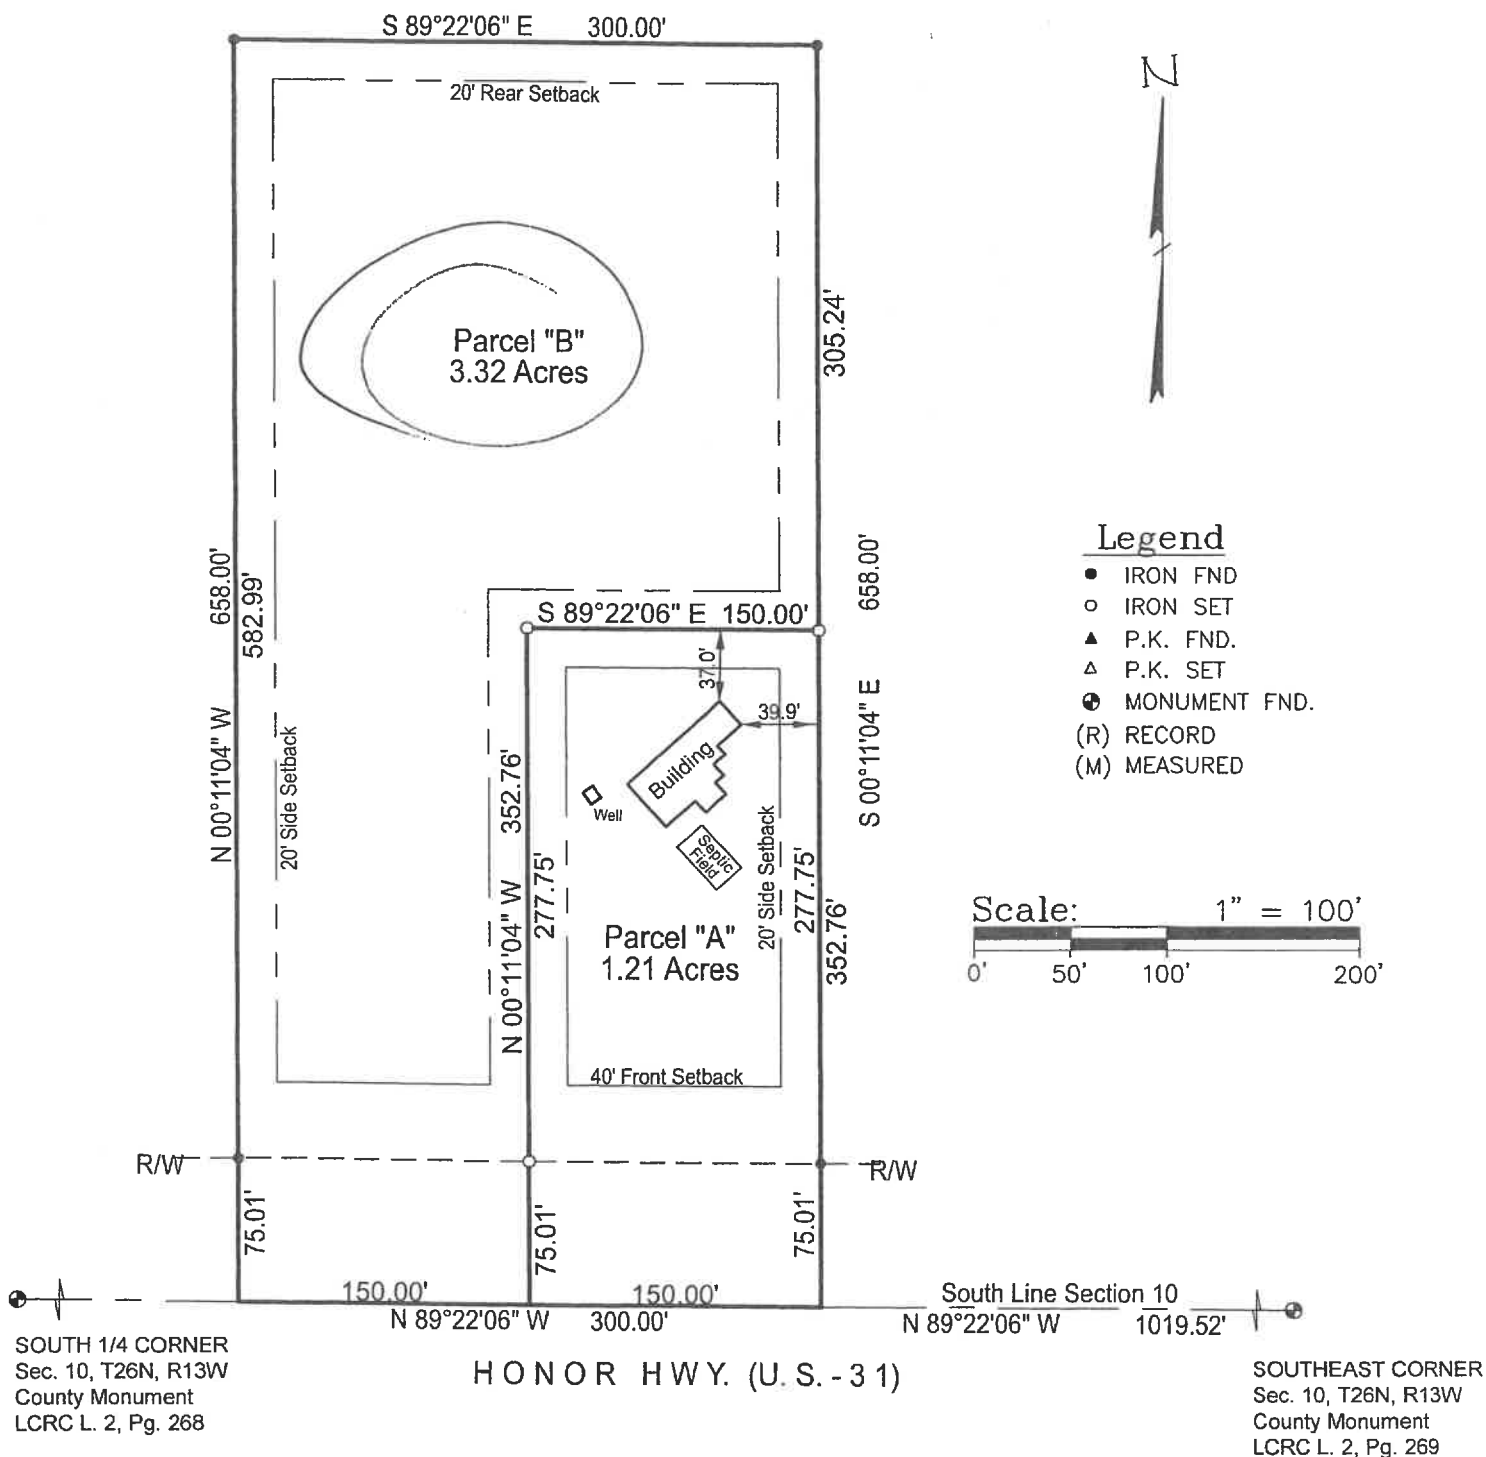 S 89°22'06" E 300.00'
N
20' Rear Setback
305.24'
Parcel "B"
3.32 Acres
658.00'
582.99'
N 00°11'04" W
20' Side Setback
658.00'
S 00°11'04" E
Legend
IRON FND
IRON SET
P.K. FND.
P.K. SET
MONUMENT FND.
(R) RECORD
(M) MEASURED
S 89°22'06" E 150.00'
37.0'
39.9'
Building
Well
Septic
Field
N 00°11'04" W 352.76'
277.75'
20' Side Setback
277.75'
352.76'
Parcel "A"
1.21 Acres
40' Front Setback
Scale: 1" = 100'
0' 50' 100' 200'
R/W
R/W
75.01'
75.01'
75.01'
150.00'
150.00'
N 89°22'06" W 300.00'
South Line Section 10
N 89°22'06" W 1019.52'
HONOR HWY. (U.S.-31)
SOUTH 1/4 CORNER
Sec. 10, T26N, R13W
County Monument
LCRC L. 2, Pg. 268
SOUTHEAST CORNER
Sec. 10, T26N, R13W
County Monument
LCRC L. 2, Pg. 269